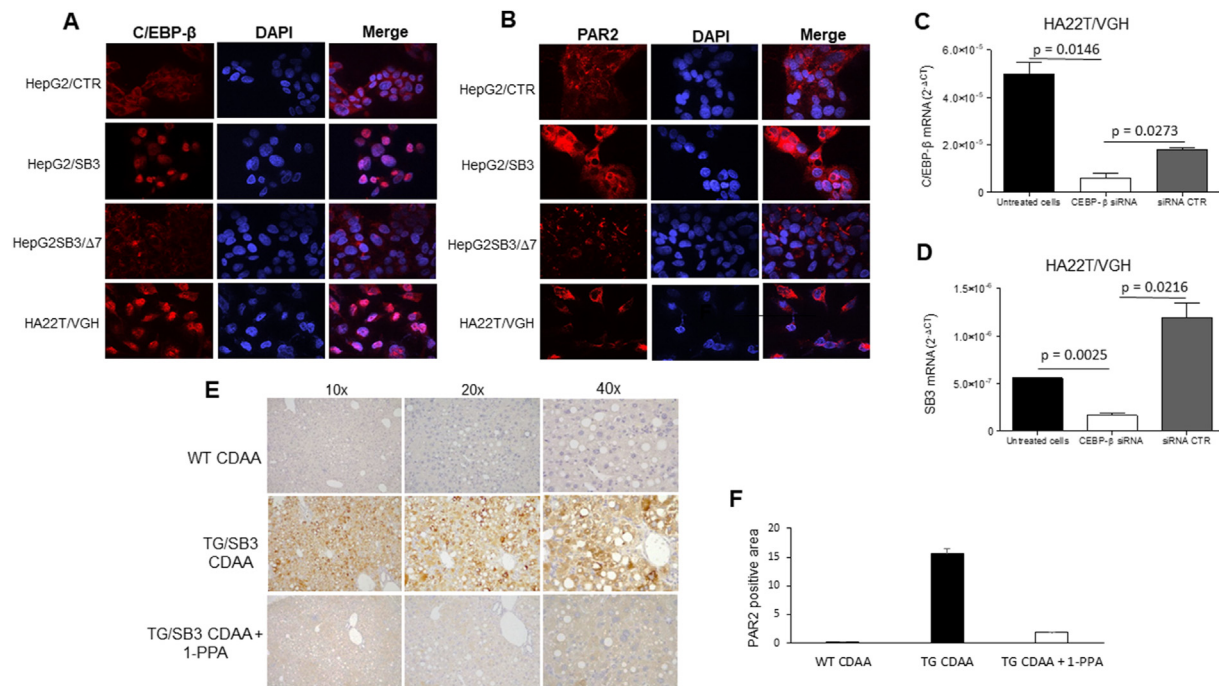 A
C/EBP-β DAPI Merge
HepG2/CTR
HepG2/SB3
HepG2SB3/Δ7
HA22T/VGH
B
PAR2 DAPI Merge
HepG2/CTR
HepG2/SB3
HepG2SB3/Δ7
HA22T/VGH
C
HA22T/VGH
C/EBP-β mRNA (2^-ΔCT)
6.0×10⁻⁵
4.0×10⁻⁵
2.0×10⁻⁵
0
p = 0.0146
p = 0.0273
Untreated cells CEBP-β siRNA siRNA CTR
D
HA22T/VGH
SB3 mRNA (2^-ΔCT)
1.5×10⁻⁶
1.0×10⁻⁶
5.0×10⁻⁷
0
p = 0.0216
p = 0.0025
Untreated cells CEBP-β siRNA siRNA CTR
E
10x 20x 40x
WT CDAA
TG/SB3
CDAA
TG/SB3 CDAA +
1-PPA
F
PAR2 positive area
20
15
10
5
0
WT CDAA TG CDAA TG CDAA + 1-PPA